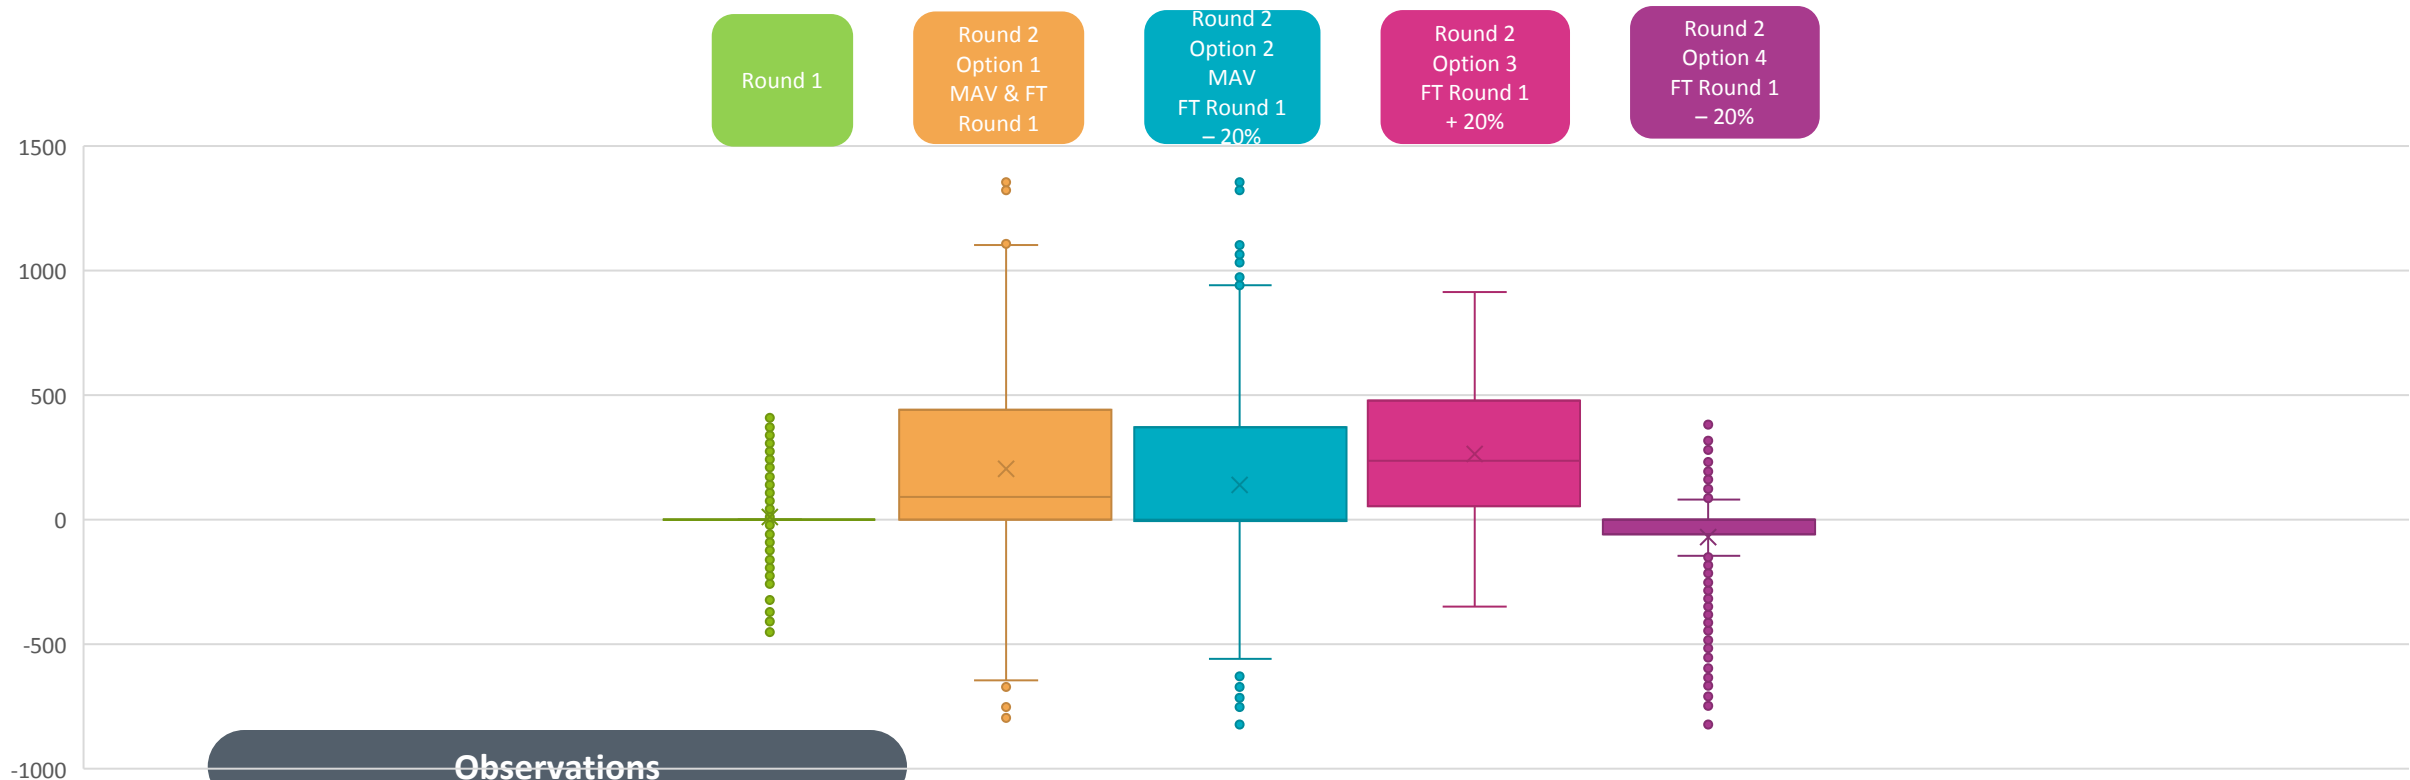 Round 1
Round 2
Option 1
MAV & FT
Round 1
Round 2
Option 2
MAV
FT Round 1
– 20%
Round 2
Option 3
FT Round 1
+ 20%
Round 2
Option 4
FT Round 1
– 20%
1500
1000
500
0
-500
-1000
Observations